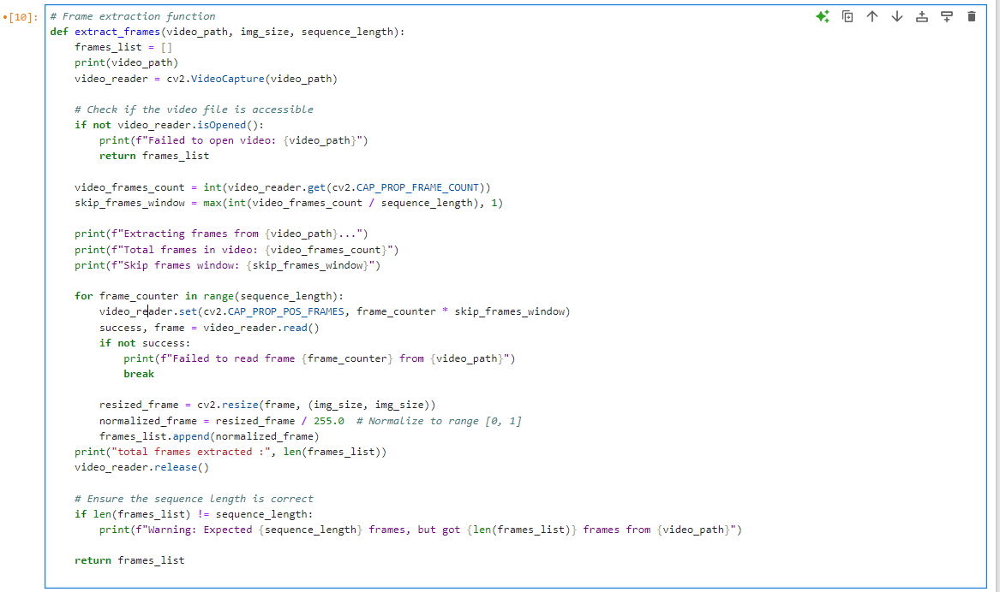 [10]:
# Frame extraction function
def extract_frames(video_path, img_size, sequence_length):
    frames_list = []
    print(video_path)
    video_reader = cv2.VideoCapture(video_path)

    # Check if the video file is accessible
    if not video_reader.isOpened():
        print(f"Failed to open video: {video_path}")
        return frames_list

    video_frames_count = int(video_reader.get(cv2.CAP_PROP_FRAME_COUNT))
    skip_frames_window = max(int(video_frames_count / sequence_length), 1)

    print(f"Extracting frames from {video_path}...")
    print(f"Total frames in video: {video_frames_count}")
    print(f"Skip frames window: {skip_frames_window}")

    for frame_counter in range(sequence_length):
        video_reader.set(cv2.CAP_PROP_POS_FRAMES, frame_counter * skip_frames_window)
        success, frame = video_reader.read()
        if not success:
            print(f"Failed to read frame {frame_counter} from {video_path}")
            break

        resized_frame = cv2.resize(frame, (img_size, img_size))
        normalized_frame = resized_frame / 255.0  # Normalize to range [0, 1]
        frames_list.append(normalized_frame)
    print("total frames extracted :", len(frames_list))
    video_reader.release()

    # Ensure the sequence length is correct
    if len(frames_list) != sequence_length:
        print(f"Warning: Expected {sequence_length} frames, but got {len(frames_list)} frames from {video_path}")

    return frames_list